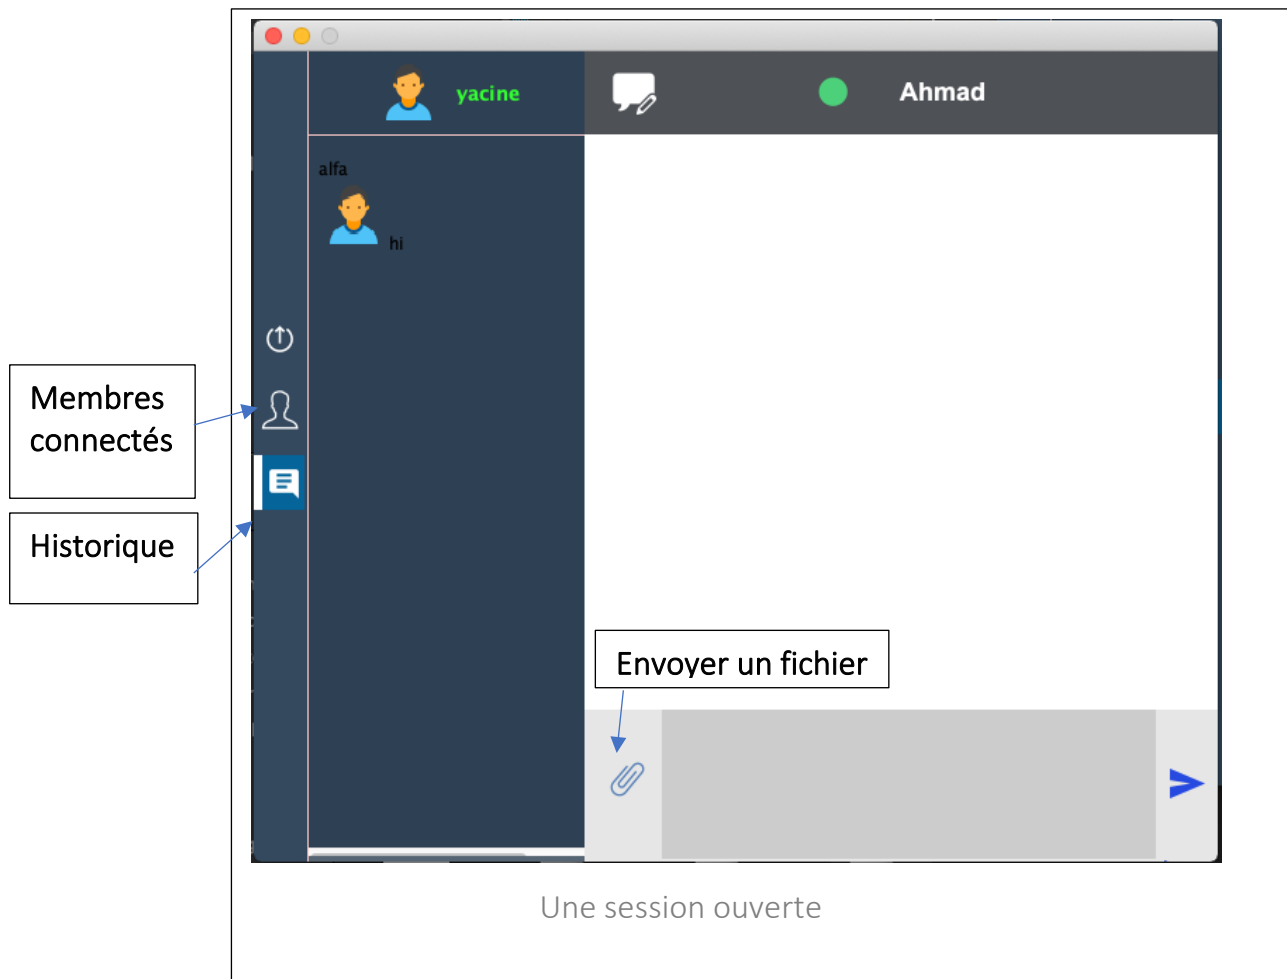 yacine
Ahmad
alfa
hi
Membres
connectés
Historique
Envoyer un fichier
Une session ouverte